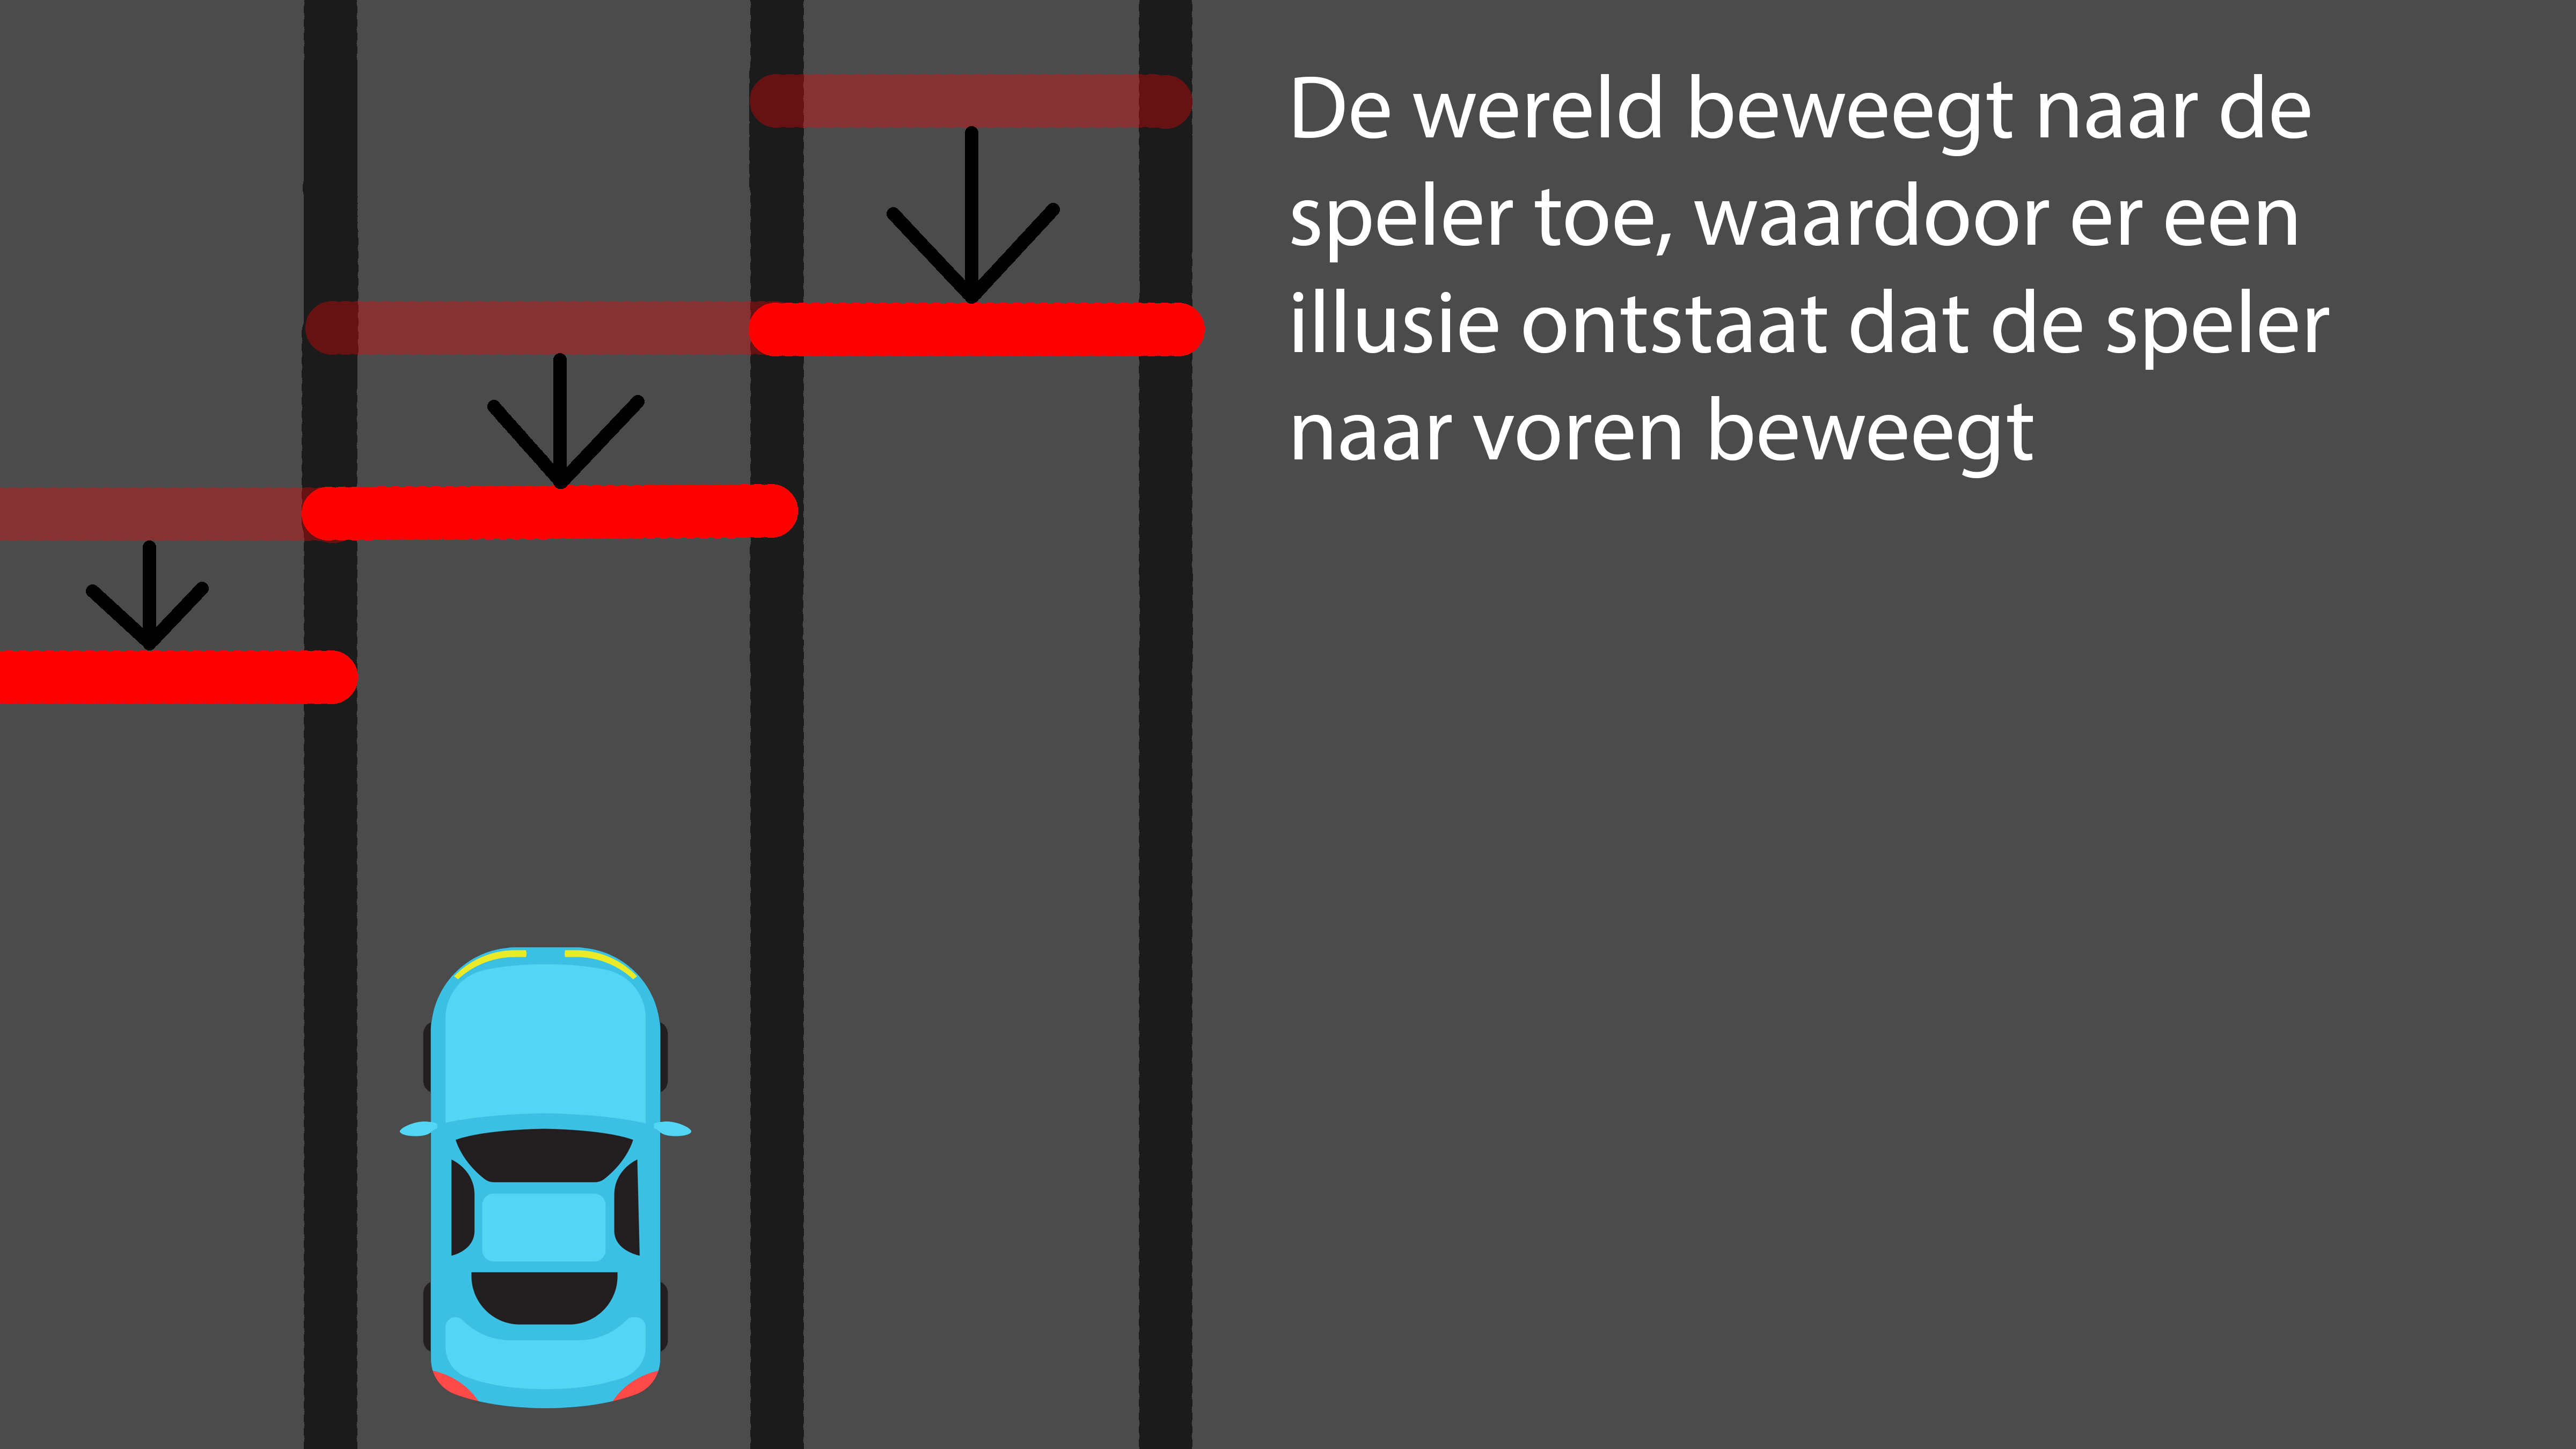 De wereld beweegt naar de
speler toe, waardoor er een
illusie ontstaat dat de speler
naar voren beweegt